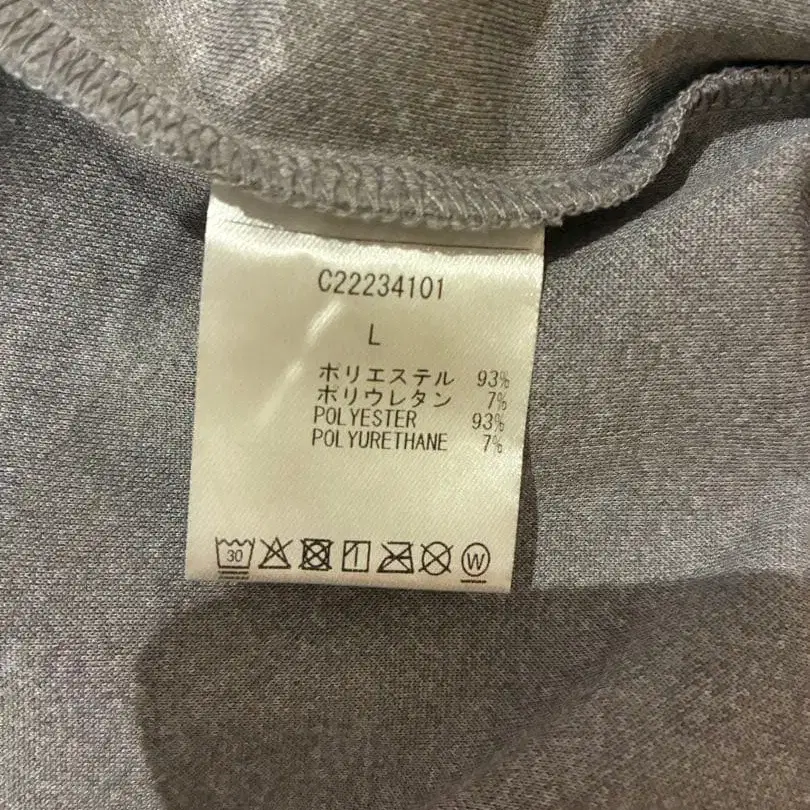 C22234101
L
ポリエステル 93%
ポリウレタン 7%
POLYESTER 93%
POLYURETHANE 7%
30 W